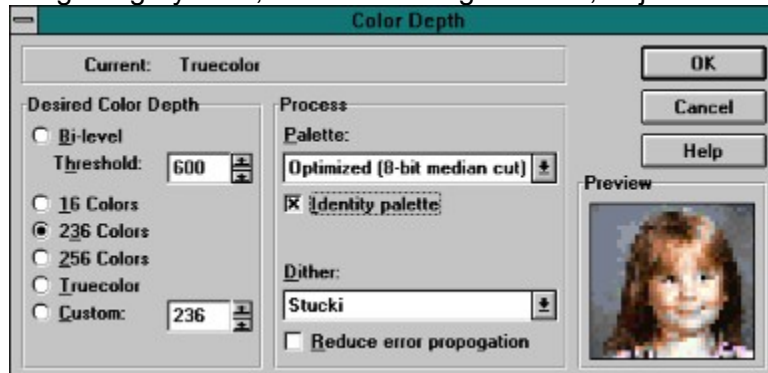 Color Depth
Current: Truecolor
OK
Desired Color Depth
Process
Cancel
Bi-level
Palette:
Help
Threshold: 600
Optimized (8-bit median cut)
Preview
16 Colors
Identity palette
236 Colors
256 Colors
Dither:
Truecolor
Custom: 236
Stucki
Reduce error propogation